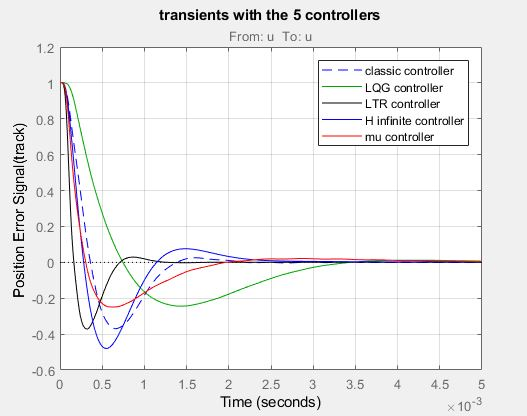 transients with the 5 controllers
From: u To: u
Position Error Signal(track)
1.2
1
0.8
0.6
0.4
0.2
0
-0.2
-0.4
-0.6
classic controller
LQG controller
LTR controller
H infinite controller
mu controller
0 0.5 1 1.5 2 2.5 3 3.5 4 4.5 5
Time (seconds)
×10⁻³